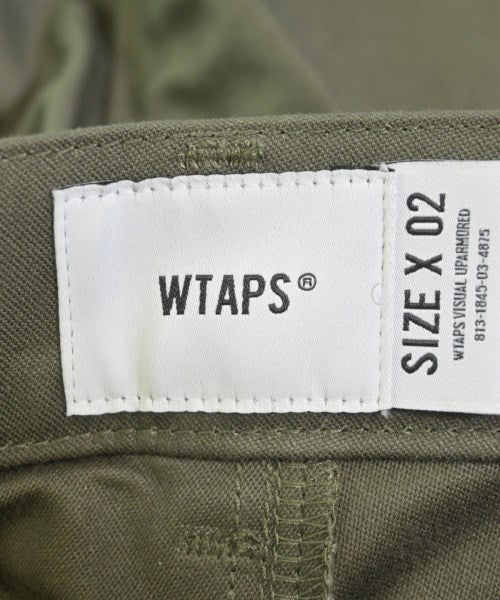 WTAPS®
SIZE X 02
WTAPS VISUAL UPARMORED
813-1845-03-4875